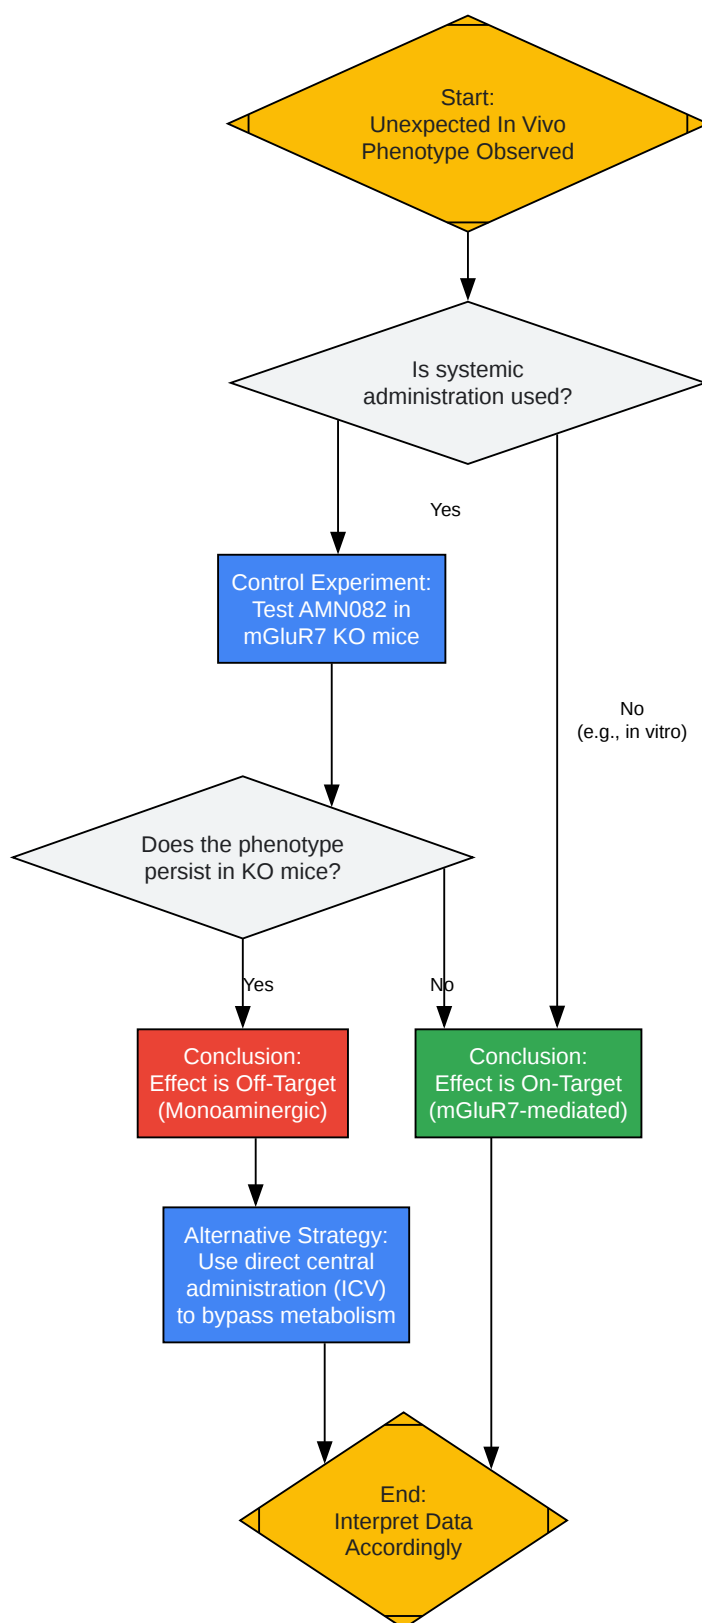 Start:
Unexpected In Vivo
Phenotype Observed
Is systemic
administration used?
Yes
Control Experiment:
Test AMN082 in
mGluR7 KO mice
No
(e.g., in vitro)
Does the phenotype
persist in KO mice?
Yes
No
Conclusion:
Effect is Off-Target
(Monoaminergic)
Conclusion:
Effect is On-Target
(mGluR7-mediated)
Alternative Strategy:
Use direct central
administration (ICV)
to bypass metabolism
End:
Interpret Data
Accordingly